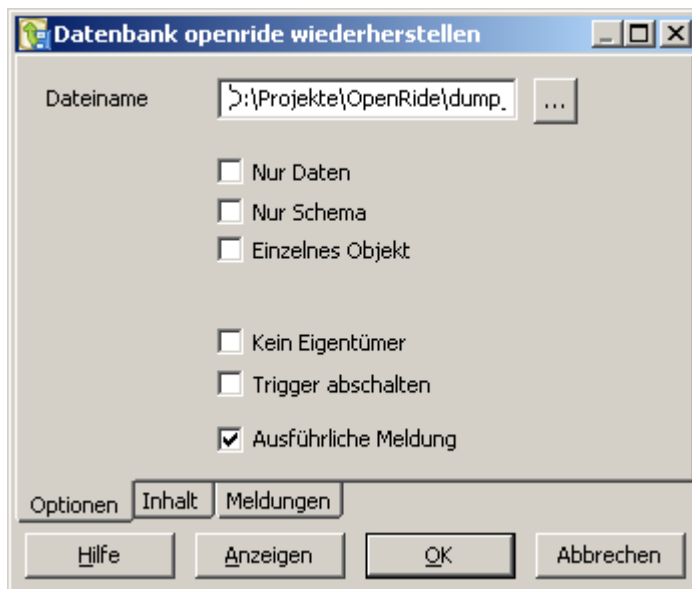 Datenbank openride wiederherstellen
Dateiname
:\Projekte\OpenRide\dump_
...
Nur Daten
Nur Schema
Einzelnes Objekt
Kein Eigentümer
Trigger abschalten
Ausführliche Meldung
Optionen Inhalt Meldungen
Hilfe Anzeigen OK Abbrechen